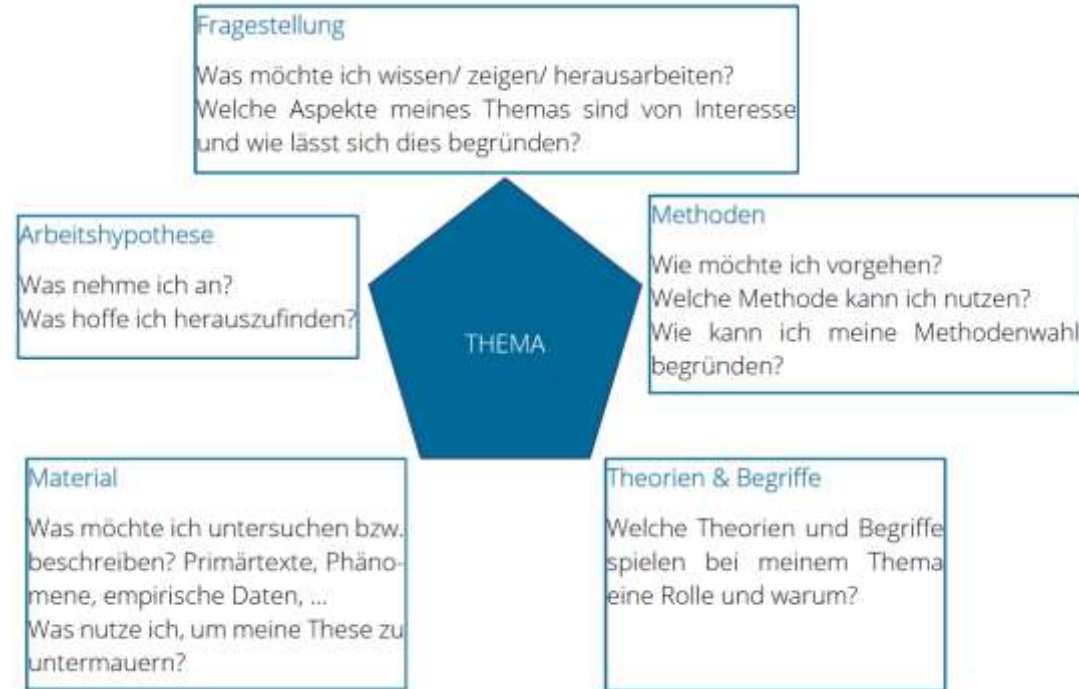 Fragestellung
Was möchte ich wissen/ zeigen/ herausarbeiten?
Welche Aspekte meines Themas sind von Interesse
und wie lässt sich dies begründen?
Arbeitshypothese
Was nehme ich an?
Was hoffe ich herauszufinden?
THEMA
Methoden
Wie möchte ich vorgehen?
Welche Methode kann ich nutzen?
Wie kann ich meine Methodenwahl
begründen?
Material
Was möchte ich untersuchen bzw.
beschreiben? Primärtexte, Phäno-
mene, empirische Daten, ...
Was nutze ich, um meine These zu
untermauern?
Theorien & Begriffe
Welche Theorien und Begriffe
spielen bei meinem Thema
eine Rolle und warum?